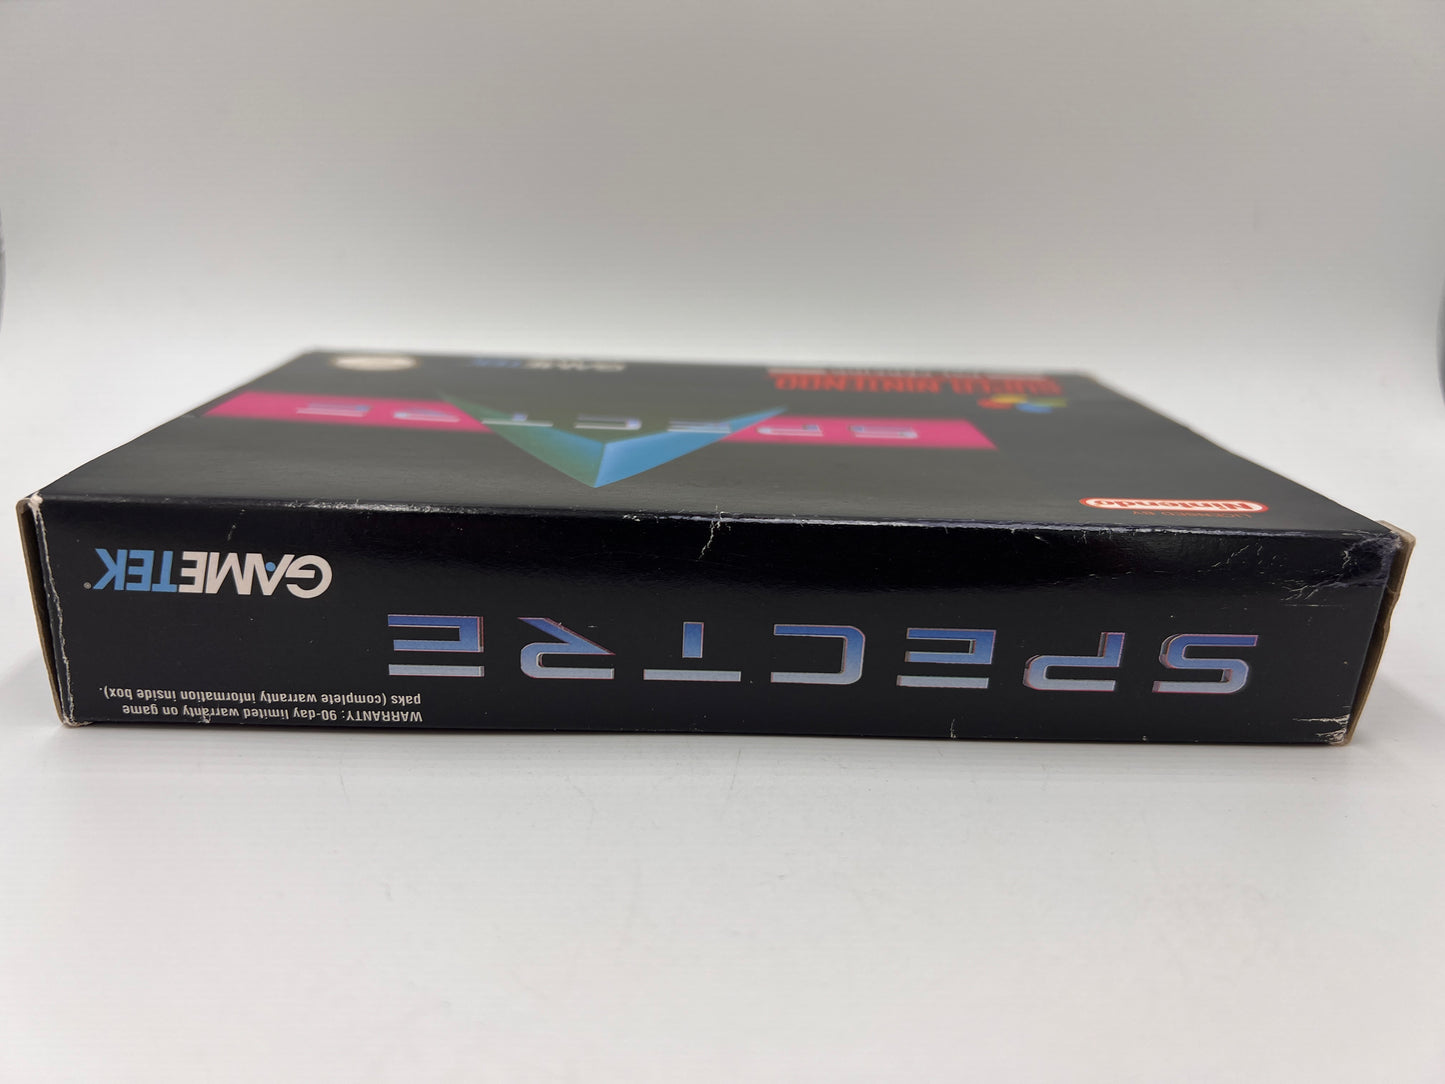 SPECTRE
GAMETEK®
WARRANTY: 90-day limited warranty on game
paks (complete warranty information inside box).
Nintendo
SUPER NINTENDO
SPECTRE
GAMETEK